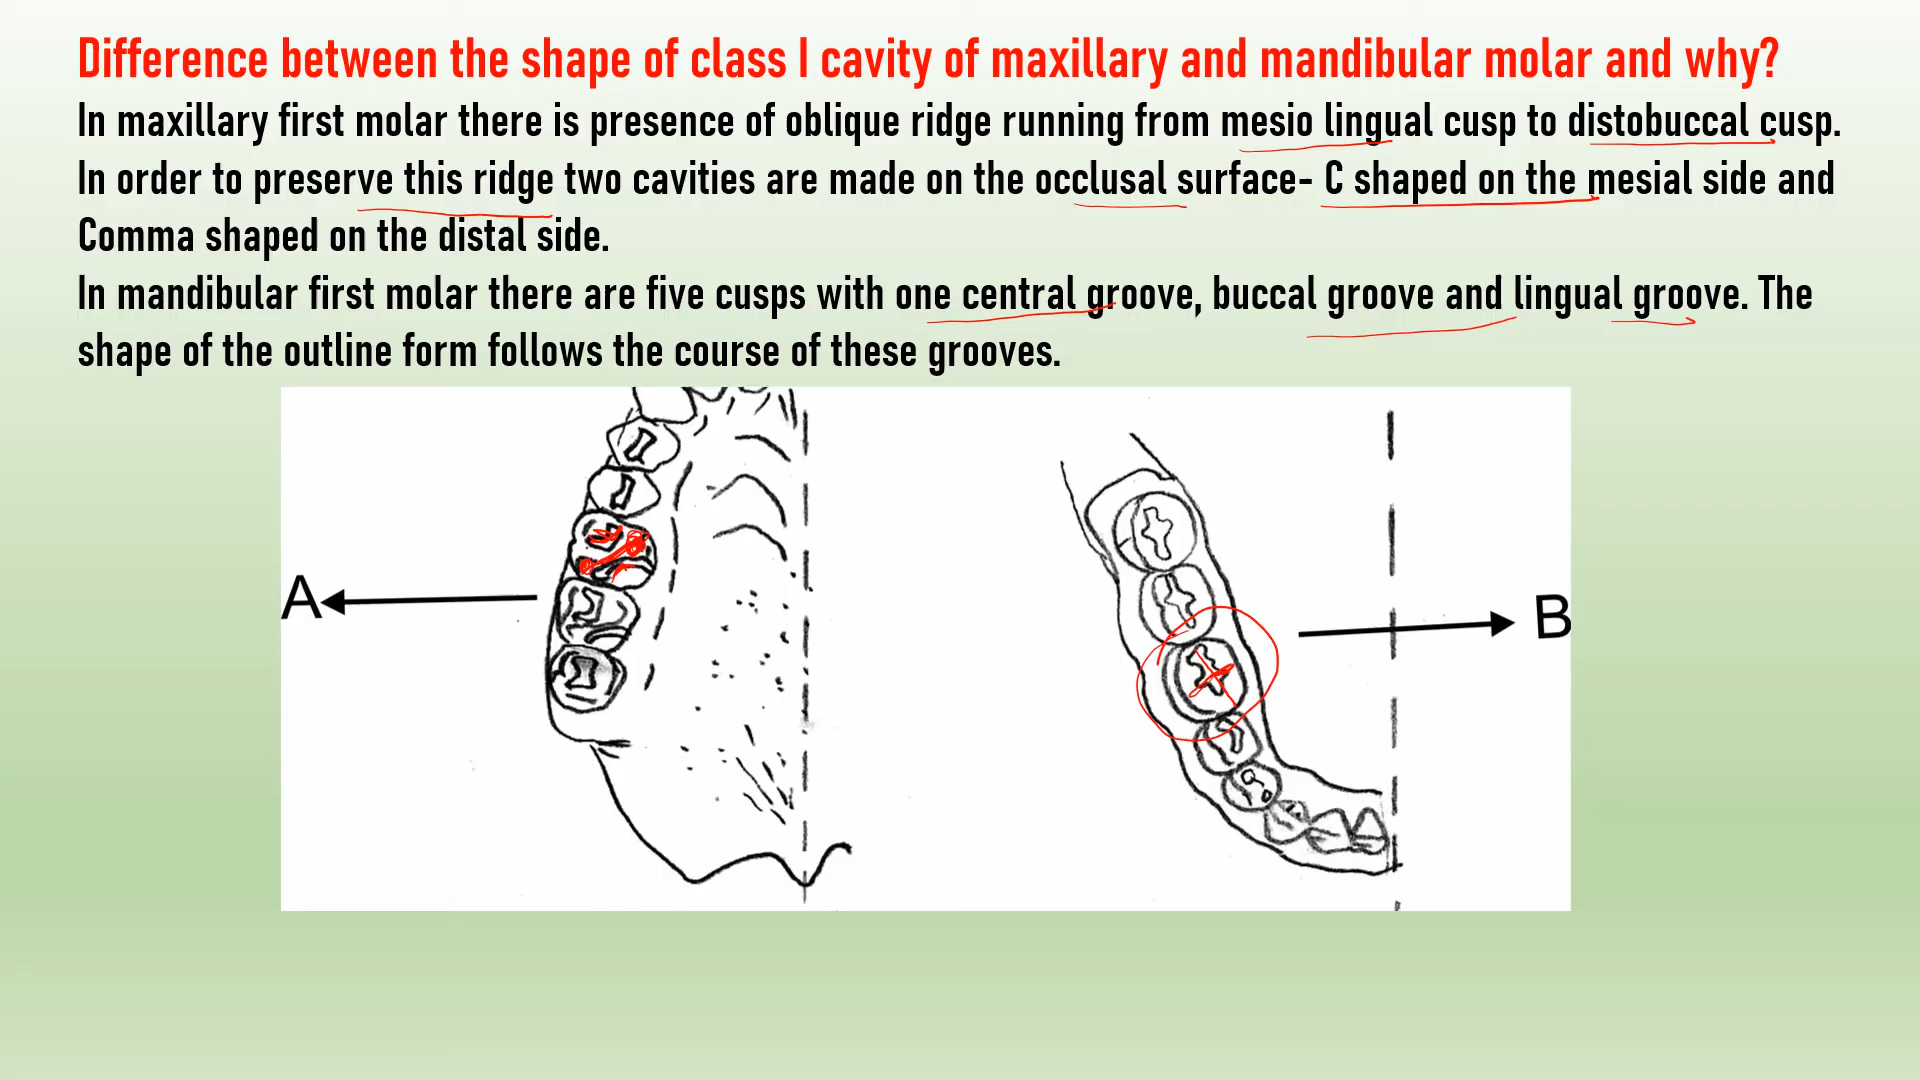 Difference between the shape of class I cavity of maxillary and mandibular molar and why?
In maxillary first molar there is presence of oblique ridge running from mesio lingual cusp to distobuccal cusp.
In order to preserve this ridge two cavities are made on the occlusal surface- C shaped on the mesial side and
Comma shaped on the distal side.
In mandibular first molar there are five cusps with one central groove, buccal groove and lingual groove. The
shape of the outline form follows the course of these grooves.
A
B